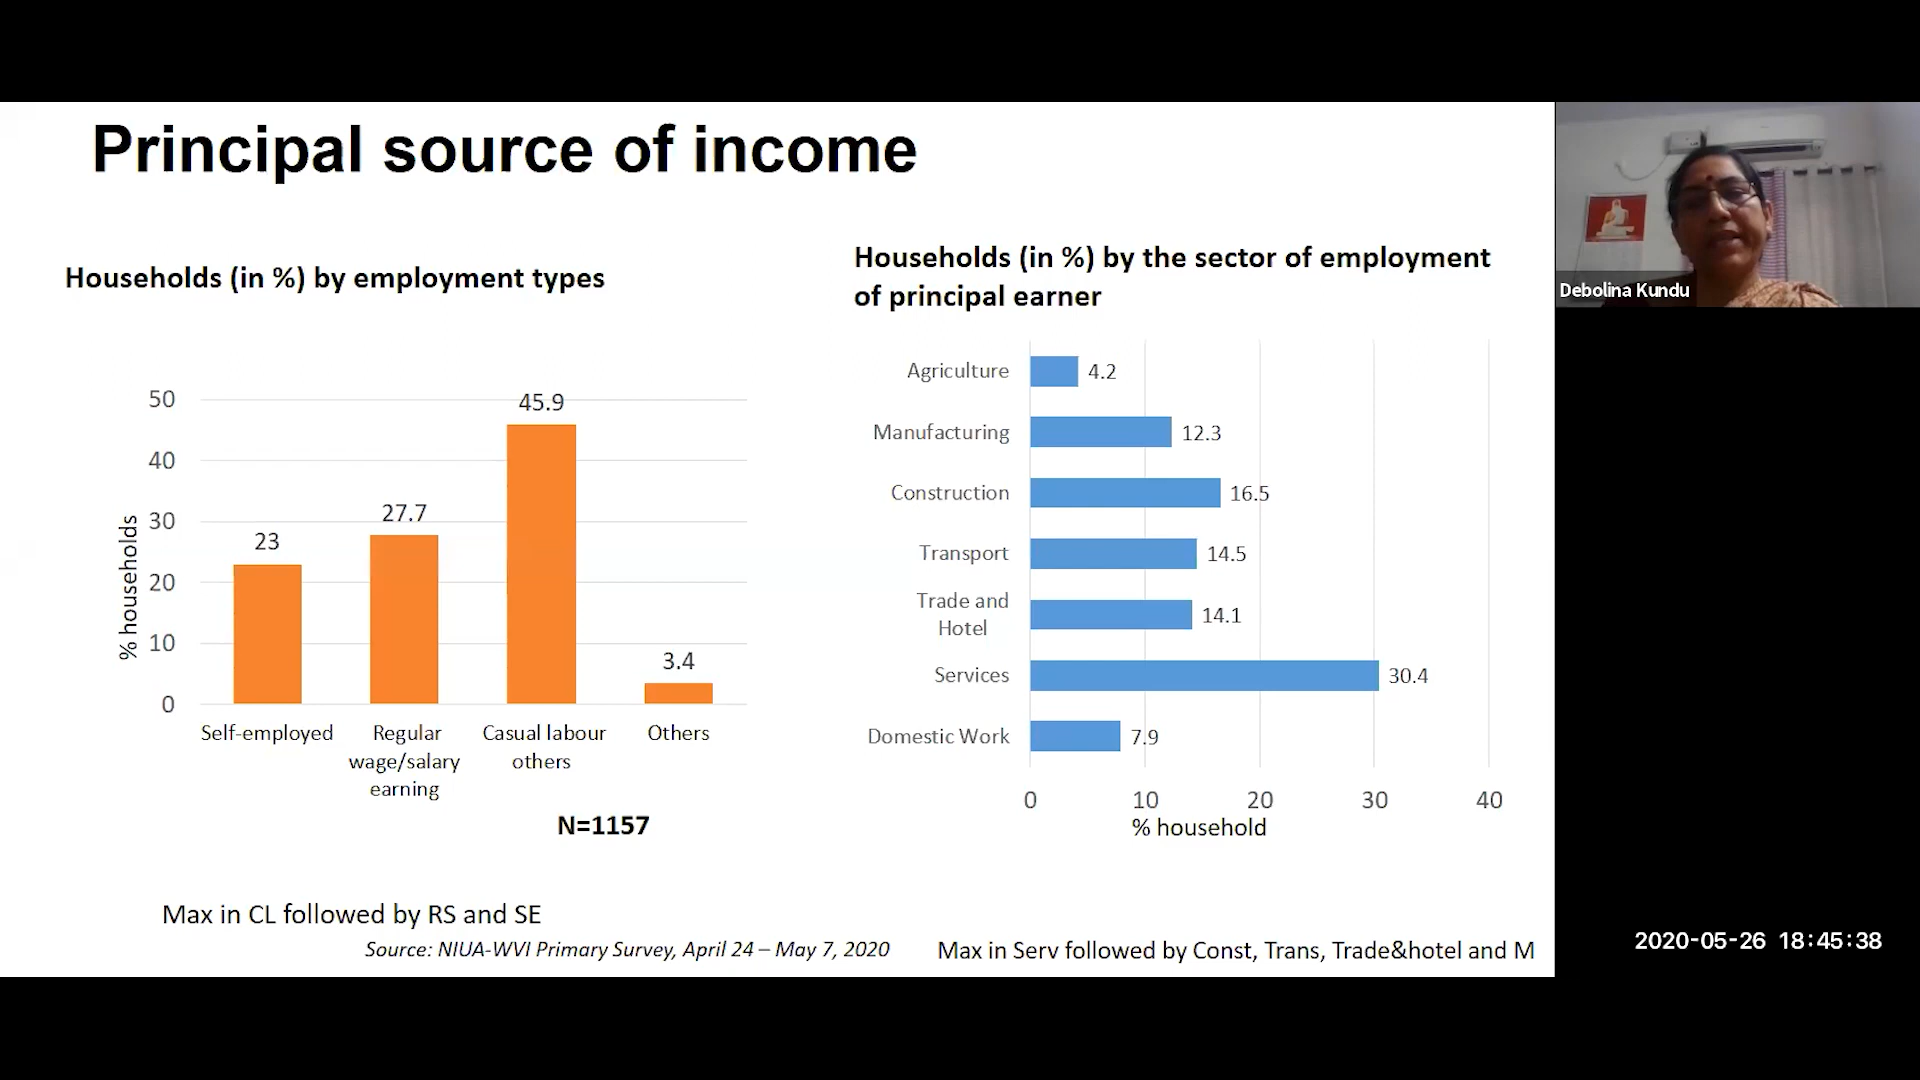 Principal source of income
Households (in %) by employment types
50
40
30
20
10
0
% households
23
27.7
45.9
3.4
Self-employed
Regular
wage/salary
earning
Casual labour
others
Others
N=1157
Max in CL followed by RS and SE
Source: NIUA-WVI Primary Survey, April 24 – May 7, 2020
Households (in %) by the sector of employment
of principal earner
Agriculture 4.2
Manufacturing 12.3
Construction 16.5
Transport 14.5
Trade and
Hotel 14.1
Services 30.4
Domestic Work 7.9
0 10 20 30 40
% household
Max in Serv followed by Const, Trans, Trade&hotel and M
Debolina Kundu
2020-05-26 18:45:38